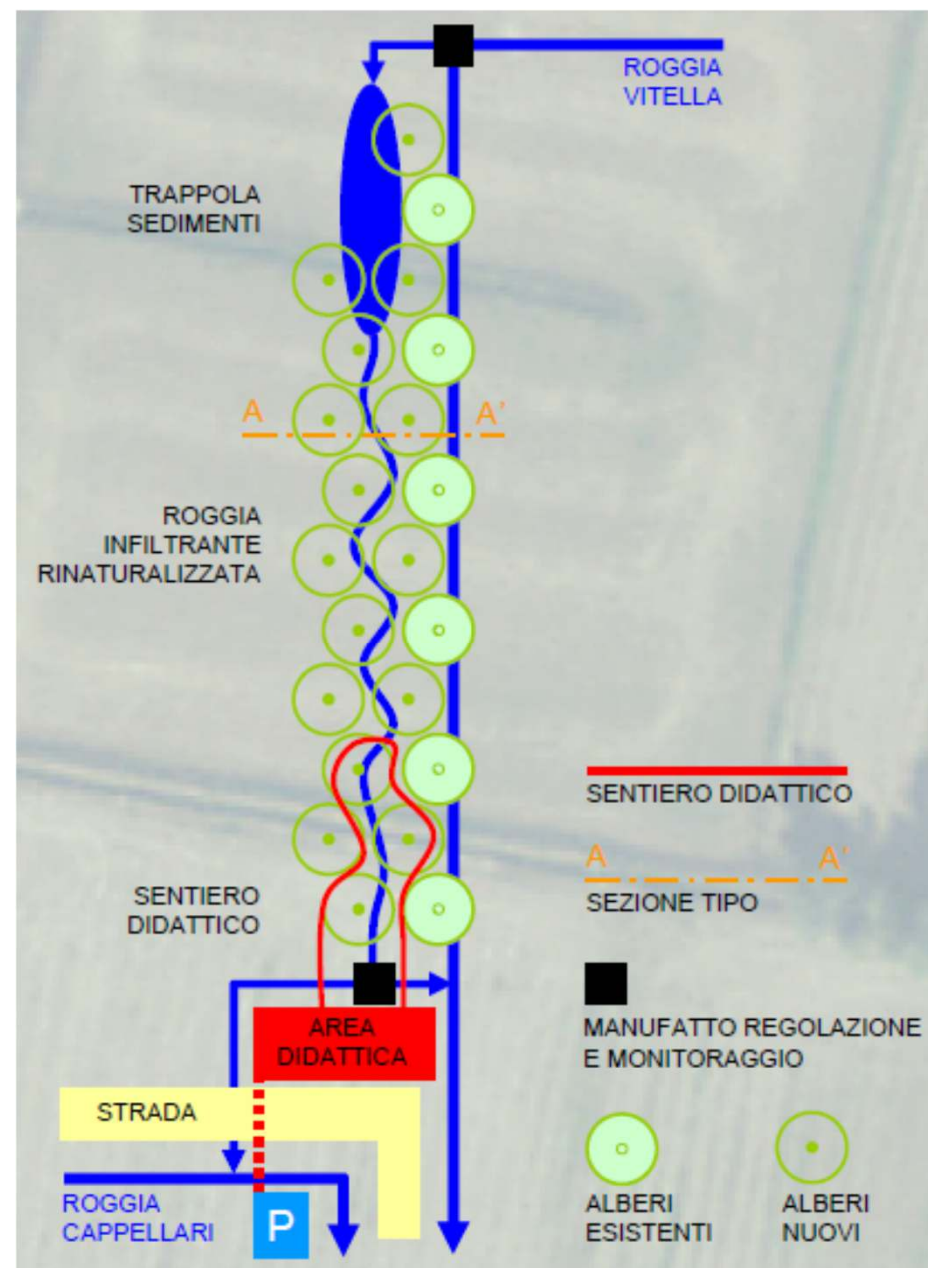 ROGGIA
VITELLA
TRAPPOLA
SEDIMENTI
A
A'
ROGGIA
INFILTRANTE
RINATURALIZZATA
SENTIERO DIDATTICO
A
A'
SEZIONE TIPO
SENTIERO
DIDATTICO
MANUFATTO REGOLAZIONE
E MONITORAGGIO
AREA
DIDATTICA
STRADA
ROGGIA
CAPPELLARI
P
ALBERI
ESISTENTI
ALBERI
NUOVI